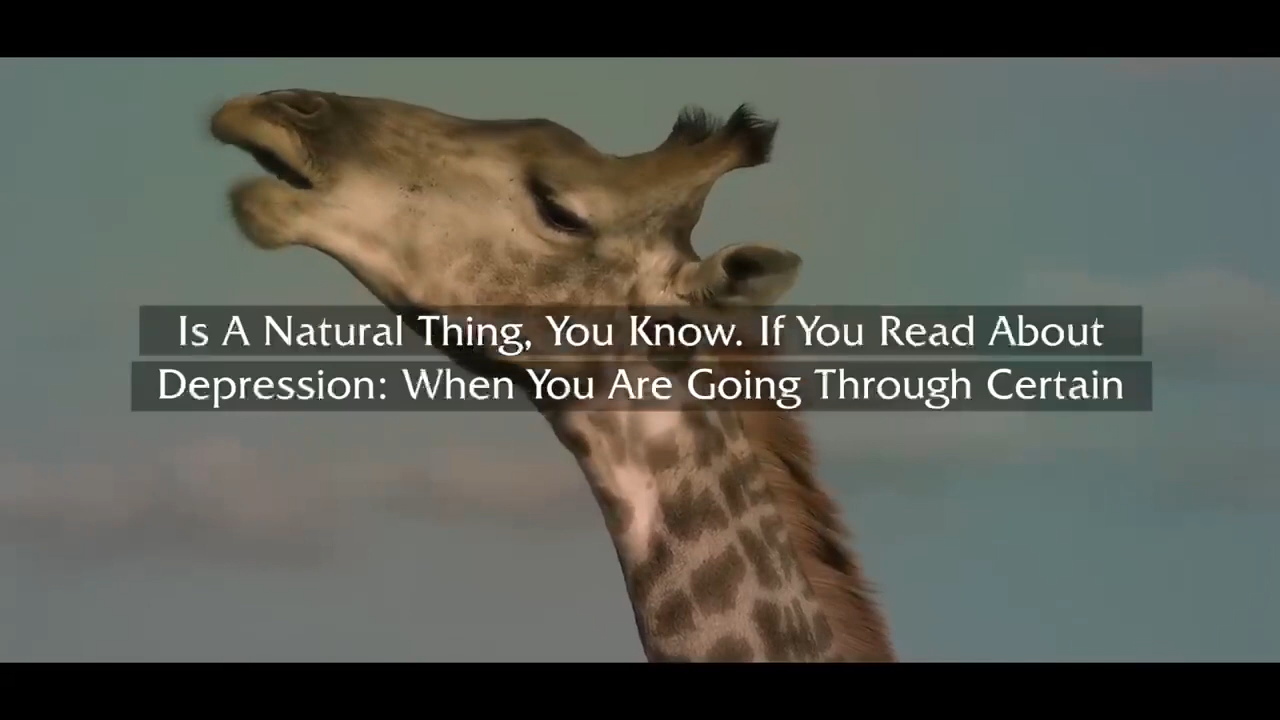 Is A Natural Thing, You Know. If You Read About
Depression: When You Are Going Through Certain